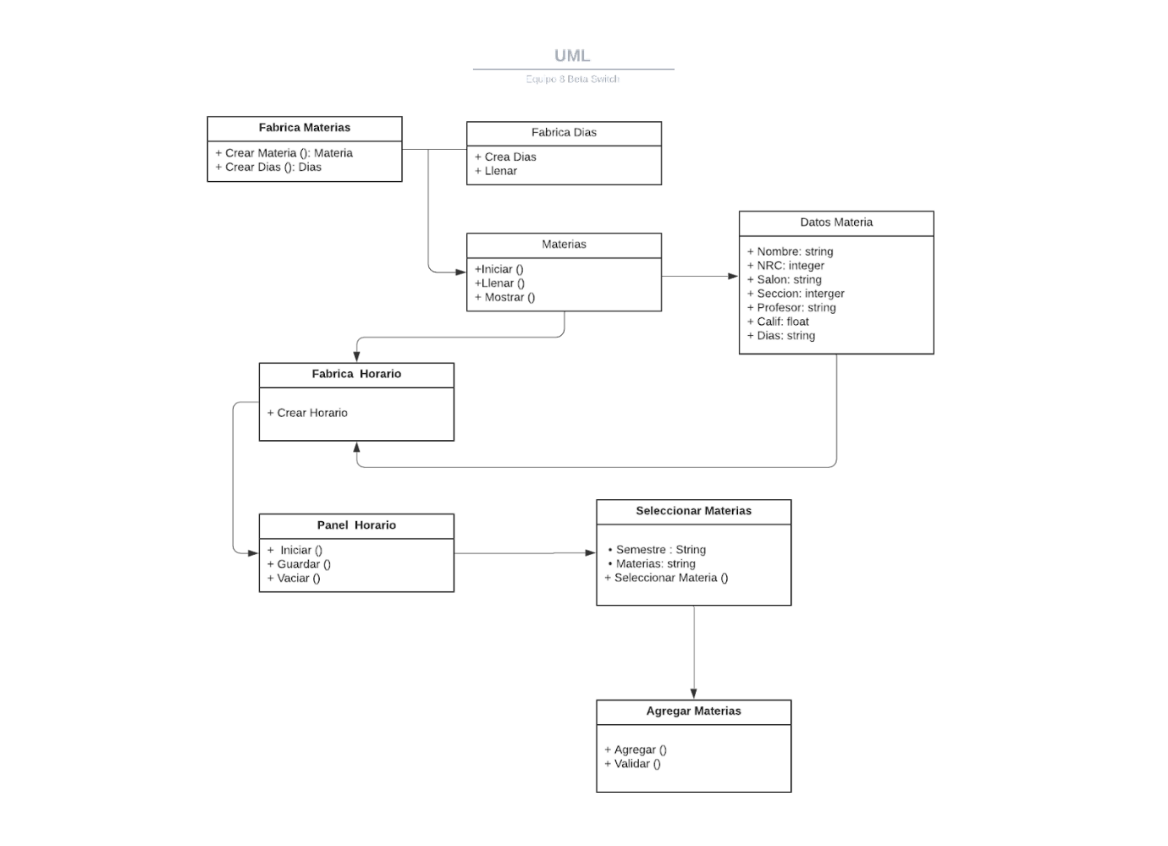 UML
Equipo 8 Beta Switch
Fabrica Materias
+ Crear Materia (): Materia
+ Crear Dias (): Dias
Fabrica Dias
+ Crea Dias
+ Llenar
Materias
+Iniciar ()
+Llenar ()
+ Mostrar ()
Datos Materia
+ Nombre: string
+ NRC: integer
+ Salon: string
+ Seccion: interger
+ Profesor: string
+ Calif: float
+ Dias: string
Fabrica Horario
+ Crear Horario
Panel Horario
+ Iniciar ()
+ Guardar ()
+ Vaciar ()
Seleccionar Materias
• Semestre : String
• Materias: string
+ Seleccionar Materia ()
Agregar Materias
+ Agregar ()
+ Validar ()